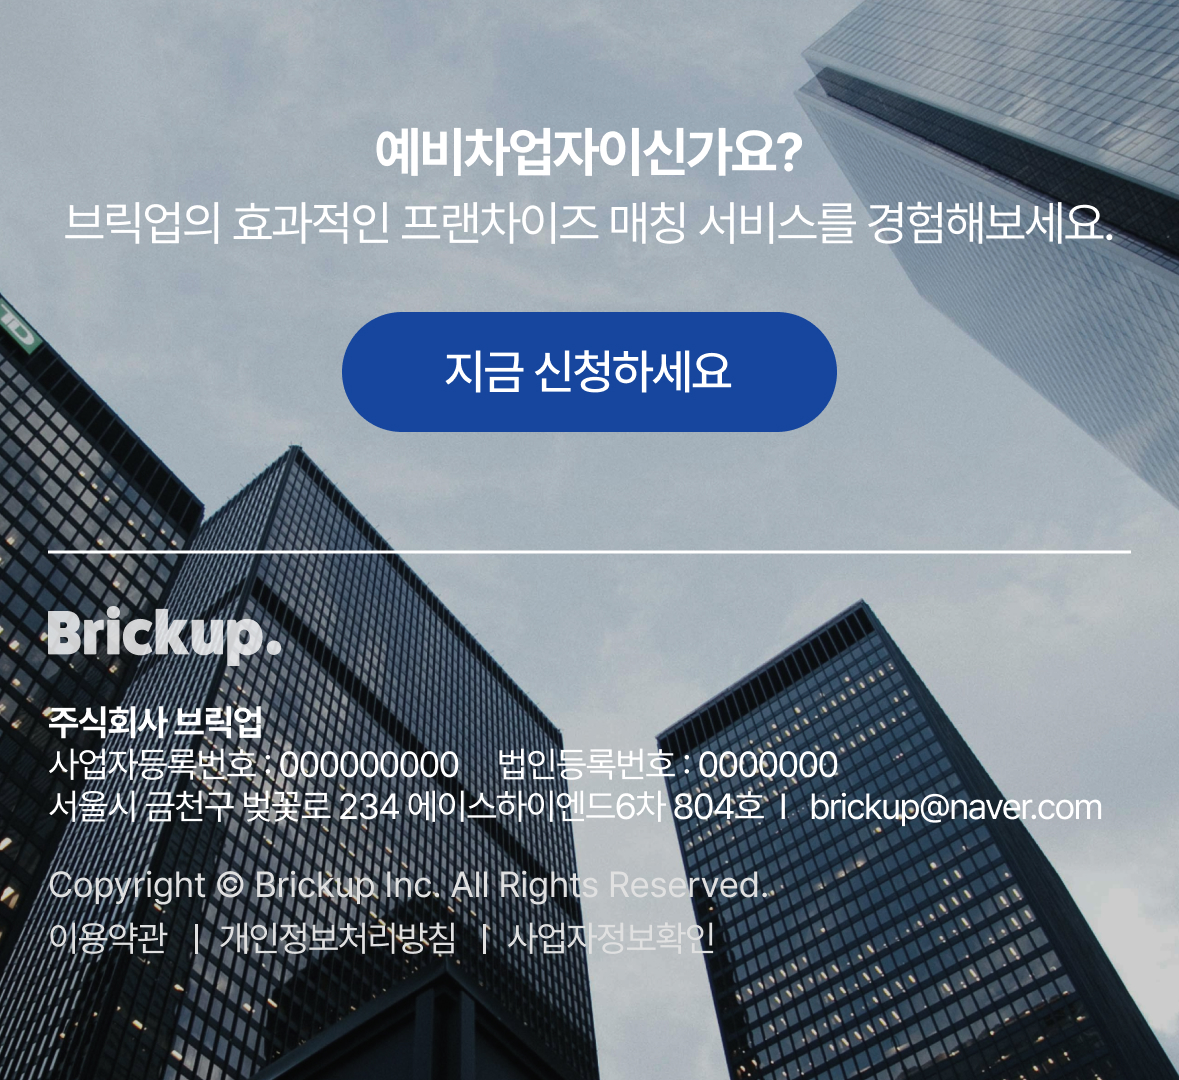 예비차업자이신가요?
브릭업의 효과적인 프랜차이즈 매칭 서비스를 경험해보세요.
지금 신청하세요
TD
Brickup.
주식회사 브릭업
사업자등록번호 : 000000000 법인등록번호 : 0000000
서울시 금천구 벚꽃로 234 에이스하이엔드6차 804호 I brickup@naver.com
Copyright © Brickup Inc. All Rights Reserved.
이용약관 | 개인정보처리방침 | 사업자정보확인